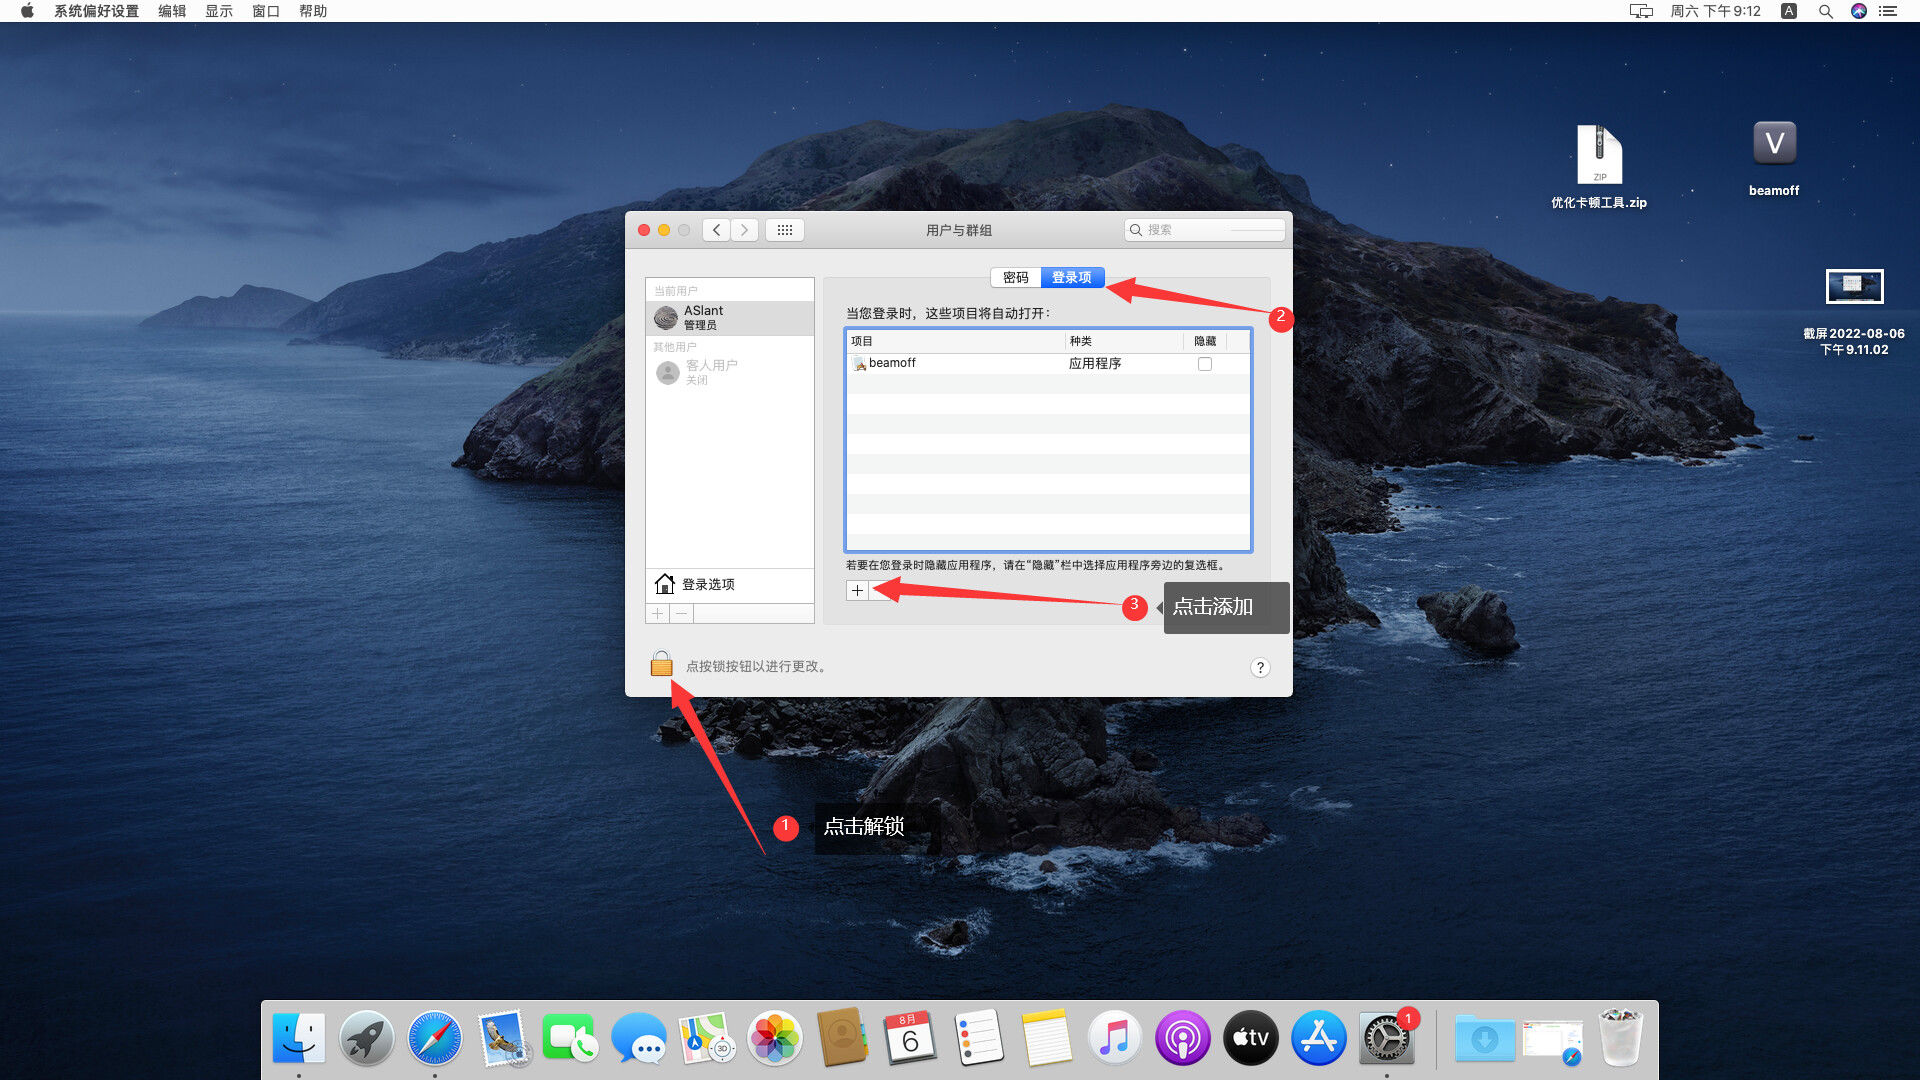 系统偏好设置 编辑 显示 窗口 帮助
周六 下午9:12 A
ZIP
优化卡顿工具.zip
V
beamoff
截屏2022-08-06
下午9.11.02
用户与群组
搜索
密码 登录项
2
当前用户
ASlant
管理员
其他用户
客人用户
关闭
当您登录时，这些项目将自动打开：
项目 种类 隐藏
beamoff 应用程序
若要在您登录时隐藏应用程序，请在“隐藏”栏中选择应用程序旁边的复选框。
登录选项
3
点击添加
点按锁按钮以进行更改。
?
1
点击解锁
3D
8月
6
tv
1